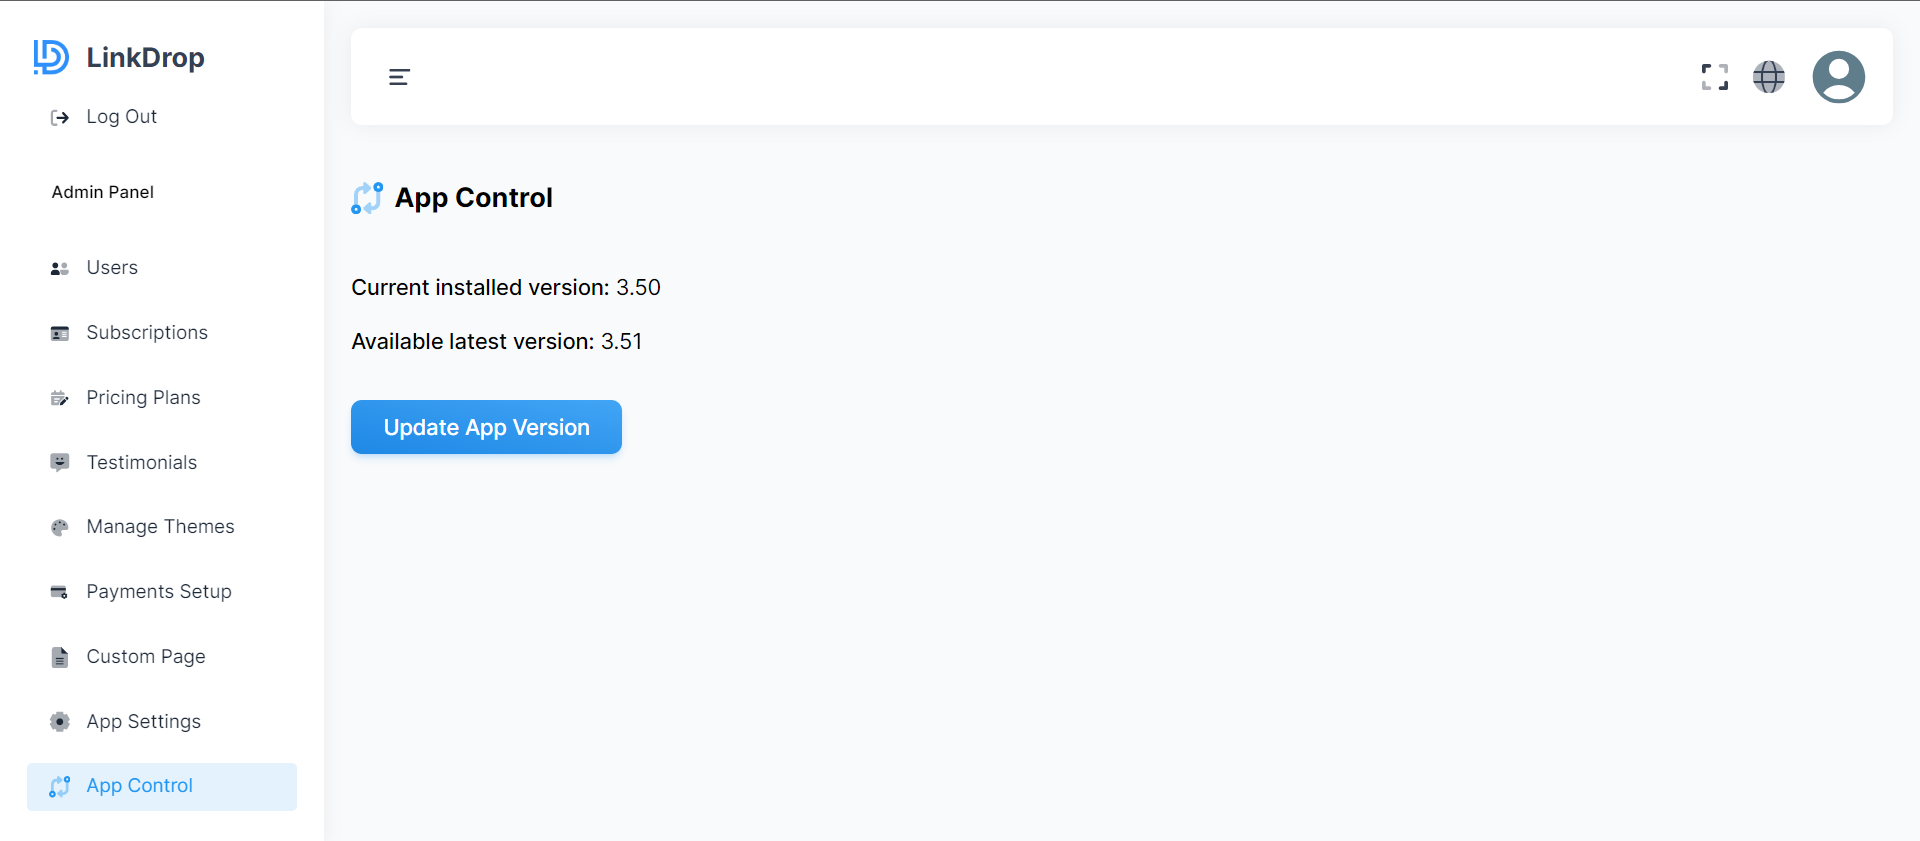 LinkDrop
Log Out
Admin Panel
Users
Subscriptions
Pricing Plans
Testimonials
Manage Themes
Payments Setup
Custom Page
App Settings
App Control
App Control
Current installed version: 3.50
Available latest version: 3.51
Update App Version